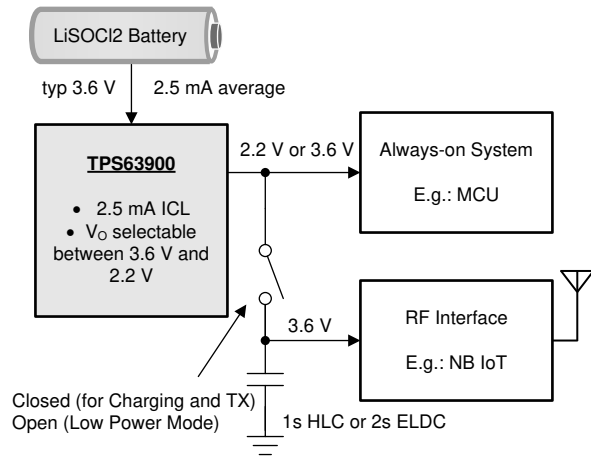 LiSOCl2 Battery
typ 3.6 V
2.5 mA average
TPS63900
• 2.5 mA ICL
• VO selectable
between 3.6 V and
2.2 V
2.2 V or 3.6 V
Always-on System
E.g.: MCU
3.6 V
RF Interface
E.g.: NB IoT
Closed (for Charging and TX)
Open (Low Power Mode)
1s HLC or 2s ELDC